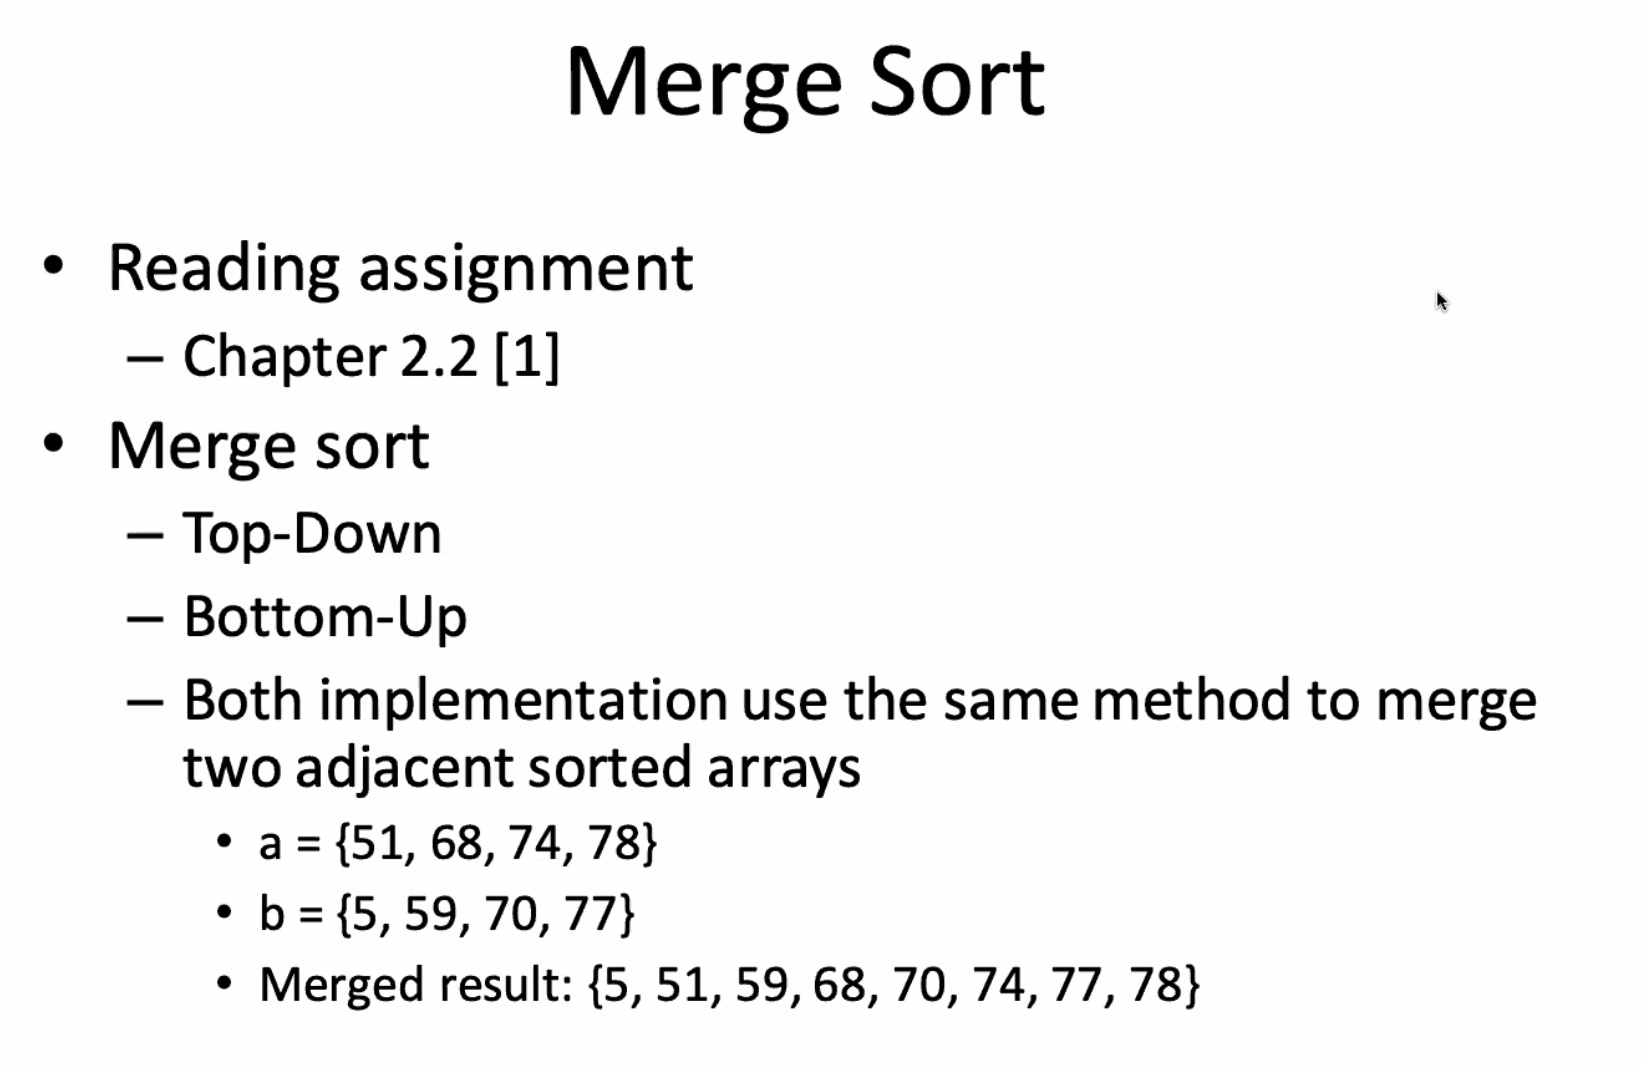 Merge Sort
• Reading assignment
– Chapter 2.2 [1]
• Merge sort
– Top-Down
– Bottom-Up
– Both implementation use the same method to merge
two adjacent sorted arrays
• a = {51, 68, 74, 78}
• b = {5, 59, 70, 77}
• Merged result: {5, 51, 59, 68, 70, 74, 77, 78}